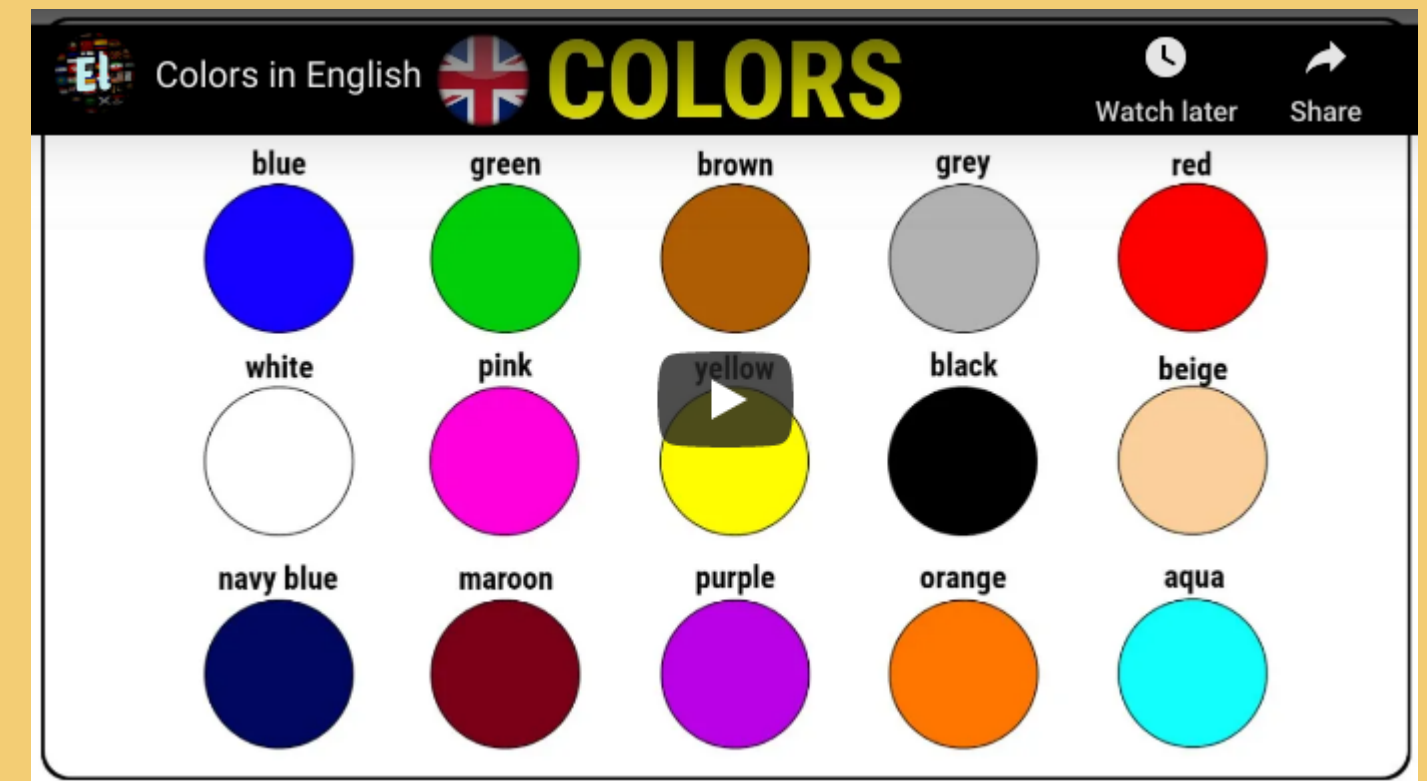 El
Colors in English
COLORS
Watch later
Share
blue green brown grey red
white pink yellow black beige
navy blue maroon purple orange aqua